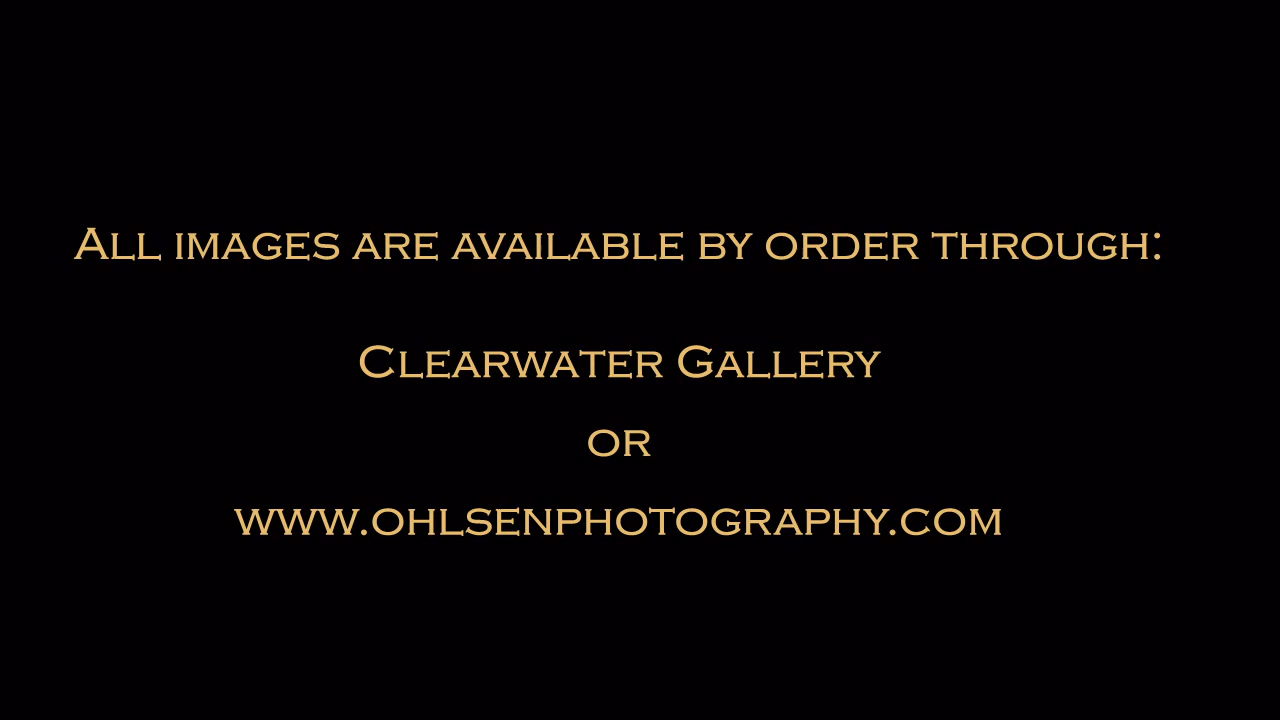 All images are available by order through:
Clearwater Gallery
or
www.ohlsenphotography.com